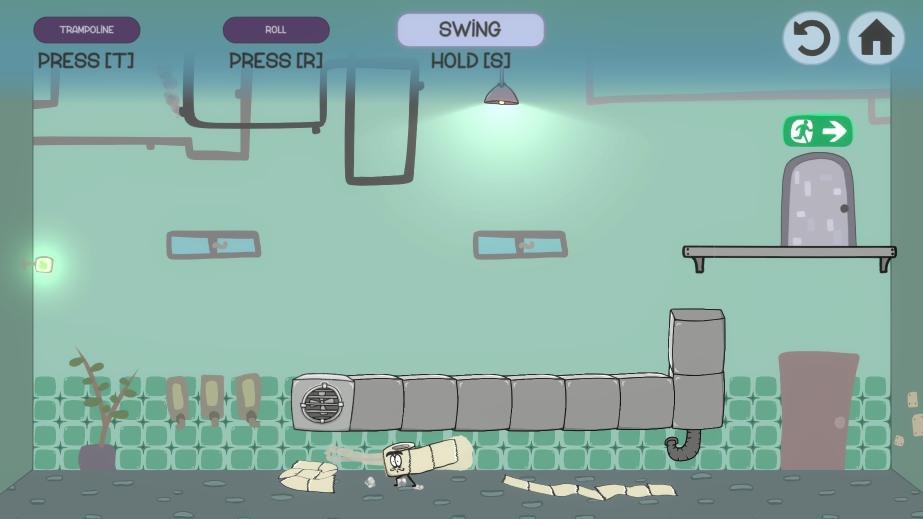 TRAMPOLINE
ROLL
SWING
PRESS [T]
PRESS [R]
HOLD [S]